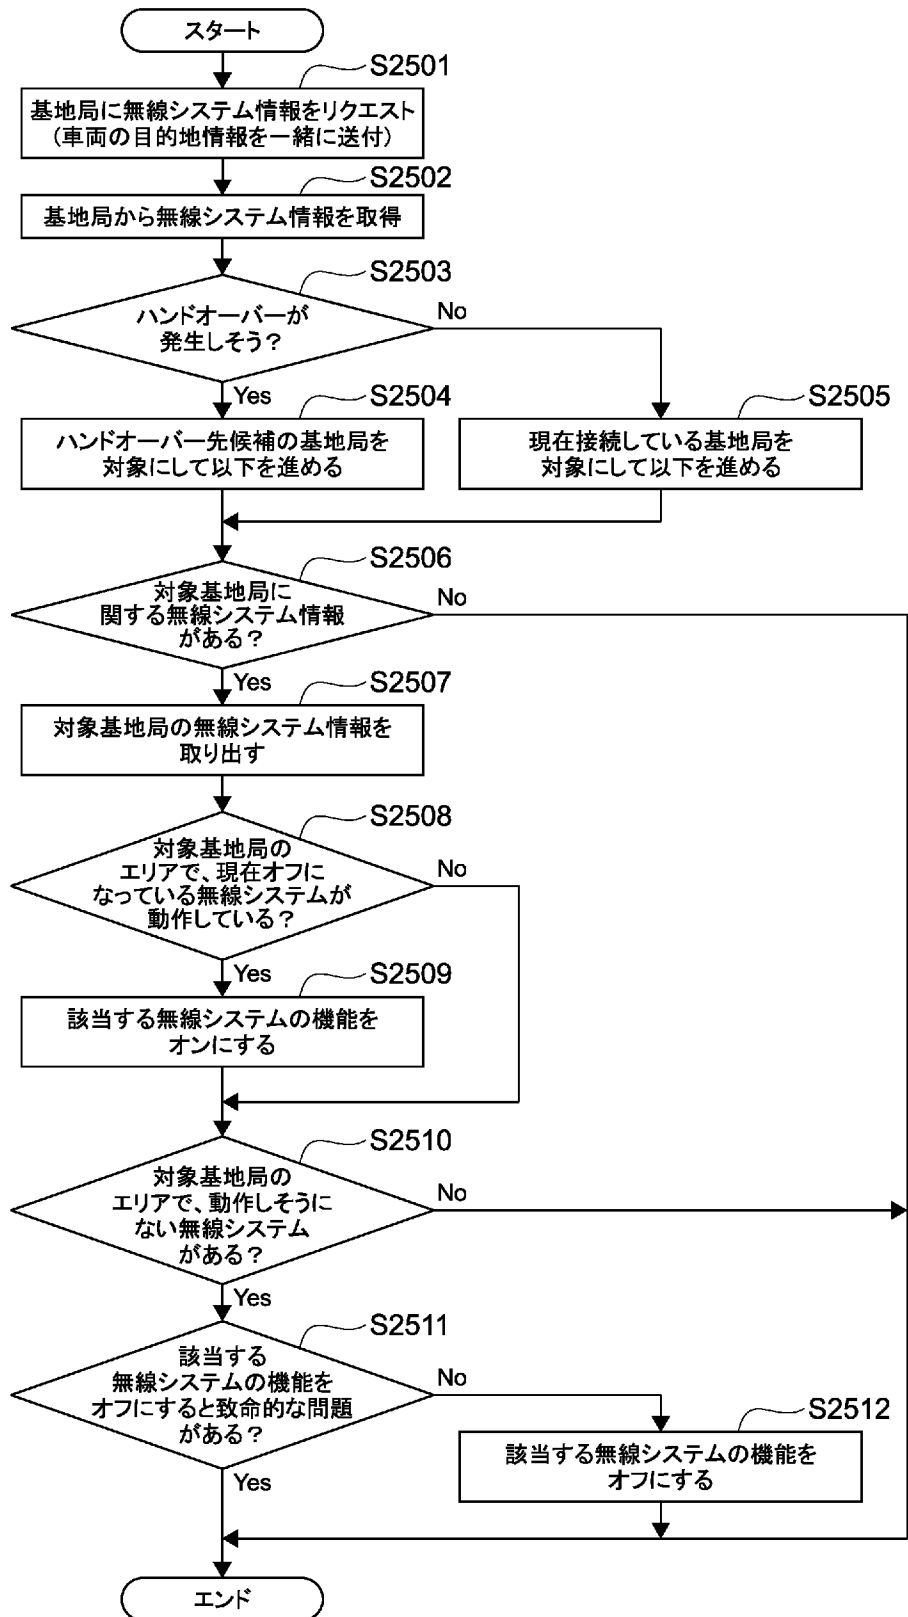 スタート
S2501
基地局に無線システム情報をリクエスト
(車両の目的地情報を一緒に送付)
S2502
基地局から無線システム情報を取得
S2503
ハンドオーバーが
発生しそう?
No
Yes
S2504
ハンドオーバー先候補の基地局を
対象にして以下を進める
S2505
現在接続している基地局を
対象にして以下を進める
S2506
対象基地局に
関する無線システム情報
がある?
No
Yes
S2507
対象基地局の無線システム情報を
取り出す
S2508
対象基地局の
エリアで、現在オフに
なっている無線システムが
動作している?
No
Yes
S2509
該当する無線システムの機能を
オンにする
S2510
対象基地局の
エリアで、動作しそうに
ない無線システム
がある?
No
Yes
S2511
該当する
無線システムの機能を
オフにすると致命的な問題
がある?
No
Yes
S2512
該当する無線システムの機能を
オフにする
エンド